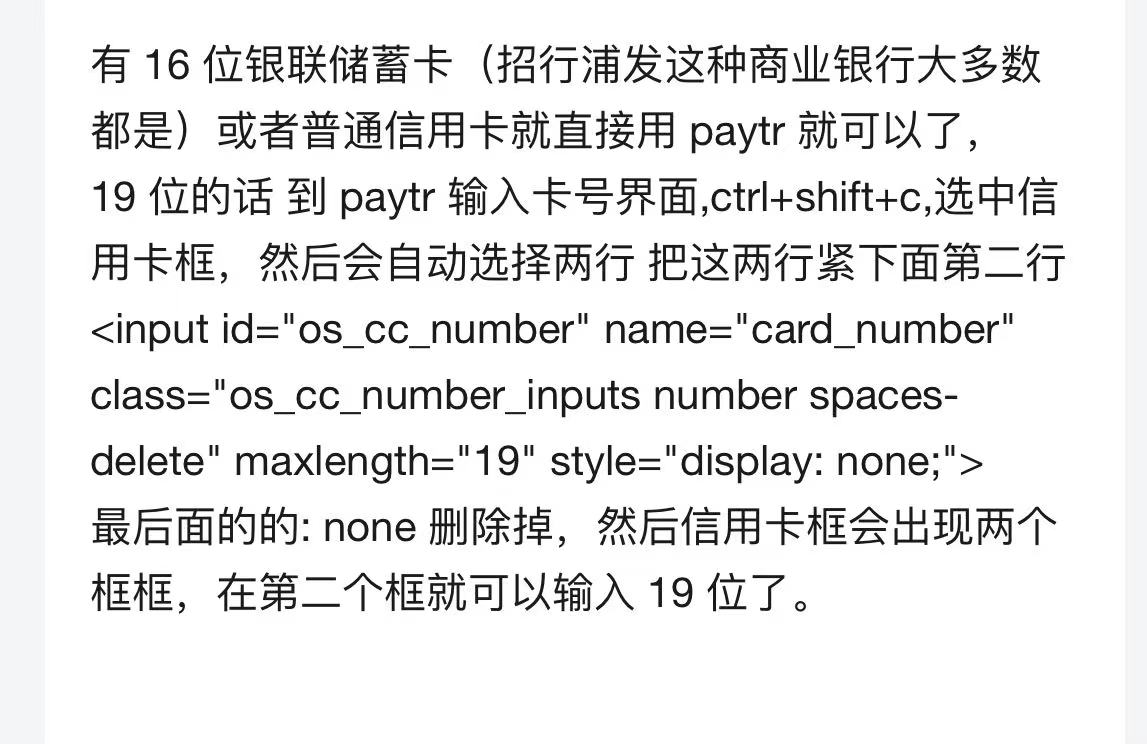 有 16 位银联储蓄卡（招行浦发这种商业银行大多数
都是）或者普通信用卡就直接用 paytr 就可以了，
19 位的话 到 paytr 输入卡号界面,ctrl+shift+c,选中信
用卡框，然后会自动选择两行 把这两行紧下面第二行
<input id="os_cc_number" name="card_number"
class="os_cc_number_inputs number spaces-
delete" maxlength="19" style="display: none;">
最后面的的: none 删除掉，然后信用卡框会出现两个
框框，在第二个框就可以输入 19 位了。